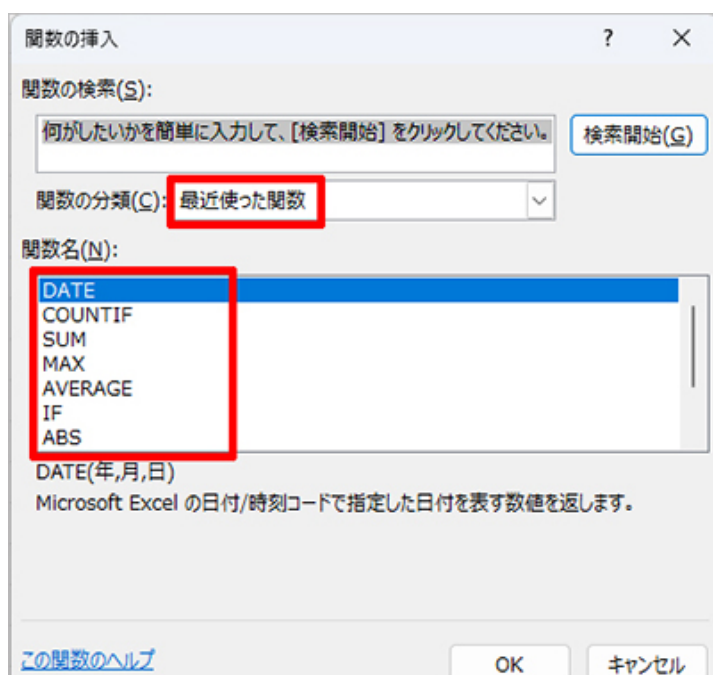 関数の挿入 ? ×
関数の検索(S):
何がしたいかを簡単に入力して、[検索開始] をクリックしてください。 検索開始(G)
関数の分類(C): 最近使った関数
関数名(N):
DATE
COUNTIF
SUM
MAX
AVERAGE
IF
ABS
DATE(年,月,日)
Microsoft Excel の日付/時刻コードで指定した日付を表す数値を返します。
この関数のヘルプ OK キャンセル